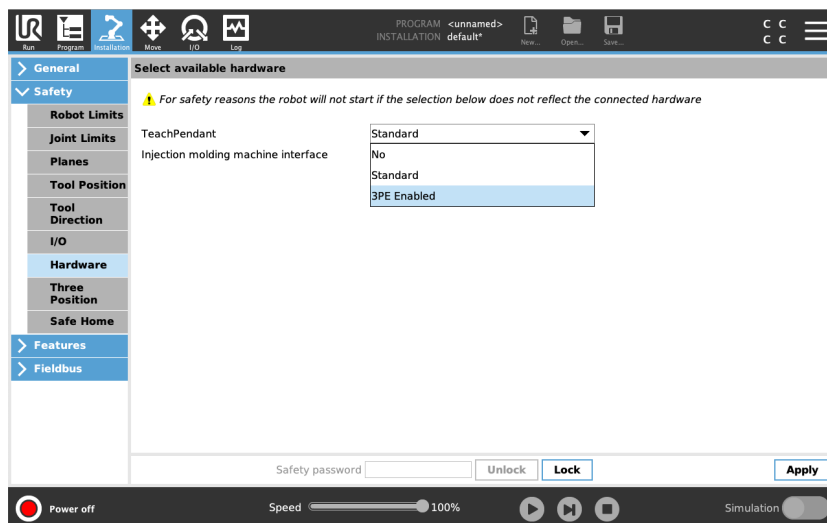 UR
PROGRAM <unnamed>
INSTALLATION default*
C C
C C
Run Program Installation Move I/O Log New... Open... Save...
General
Select available hardware
Safety
! For safety reasons the robot will not start if the selection below does not reflect the connected hardware
Robot Limits
Joint Limits
TeachPendant Standard
Injection molding machine interface No
Planes
Standard
Tool Position
3PE Enabled
Tool
Direction
I/O
Hardware
Three
Position
Safe Home
Features
Fieldbus
Safety password Unlock Lock Apply
Power off Speed 100% Simulation